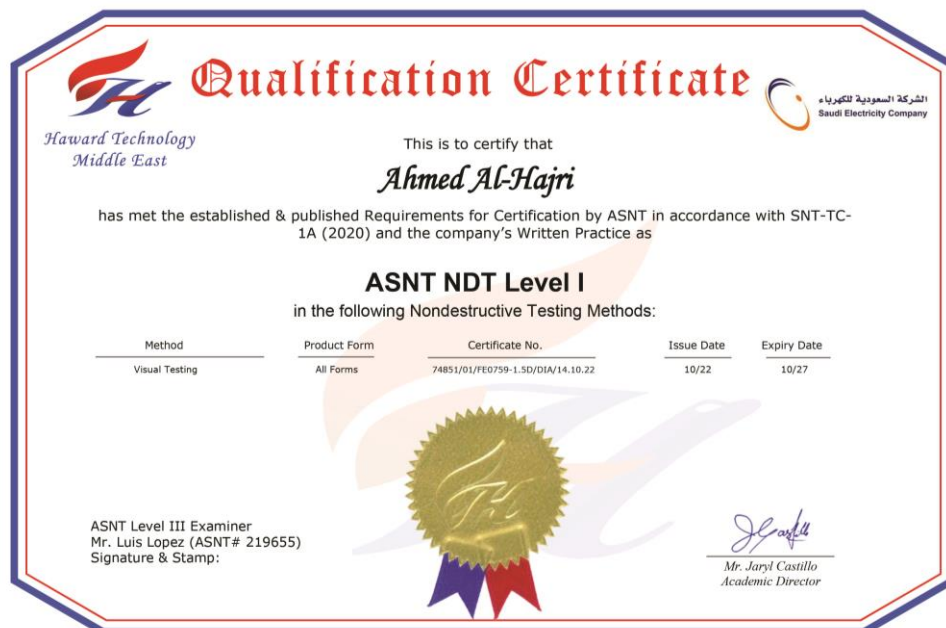 Qualification Certificate
Haward Technology
Middle East
الشركة السعودية للكهرباء
Saudi Electricity Company
This is to certify that
Ahmed Al-Hajri
has met the established & published Requirements for Certification by ASNT in accordance with SNT-TC-
1A (2020) and the company's Written Practice as
ASNT NDT Level I
in the following Nondestructive Testing Methods:
Method Product Form Certificate No. Issue Date Expiry Date
Visual Testing All Forms 74851/01/FE0759-1.5D/DIA/14.10.22 10/22 10/27
ASNT Level III Examiner
Mr. Luis Lopez (ASNT# 219655)
Signature & Stamp:
Mr. Jaryl Castillo
Academic Director